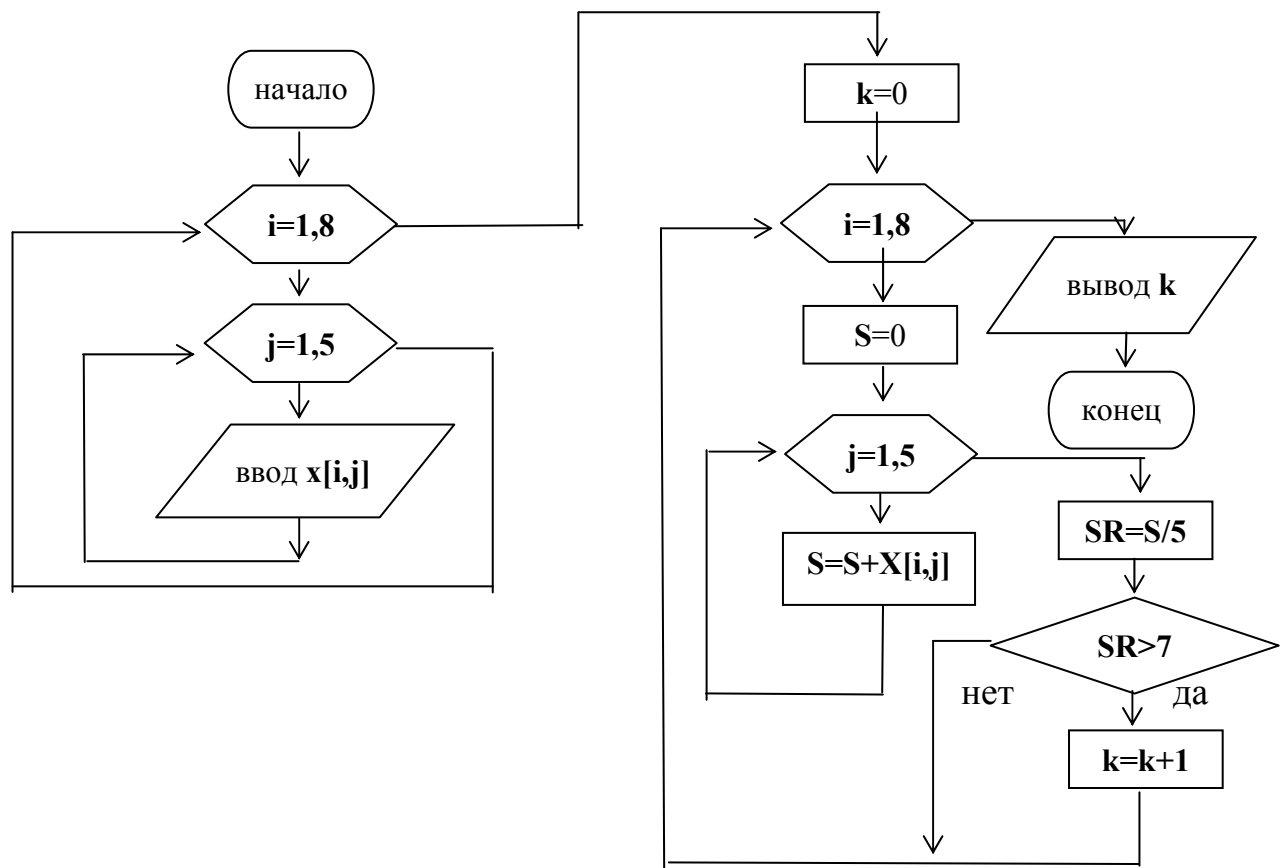 начало
i=1,8
j=1,5
ввод x[i,j]
k=0
i=1,8
вывод k
S=0
конец
j=1,5
SR=S/5
S=S+X[i,j]
SR>7
нет
да
k=k+1